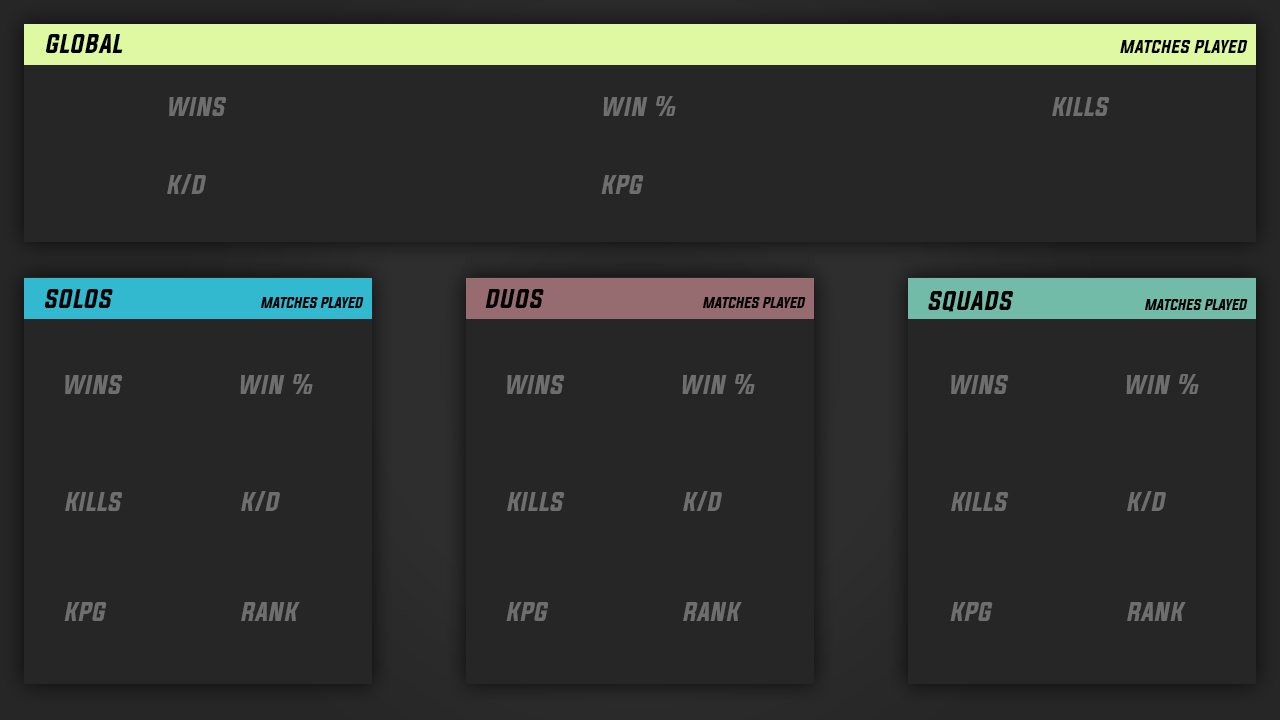 GLOBAL MATCHES PLAYED
WINS WIN % KILLS
K/D KPG
SOLOS MATCHES PLAYED
WINS WIN %
KILLS K/D
KPG RANK
DUOS MATCHES PLAYED
WINS WIN %
KILLS K/D
KPG RANK
SQUADS MATCHES PLAYED
WINS WIN %
KILLS K/D
KPG RANK